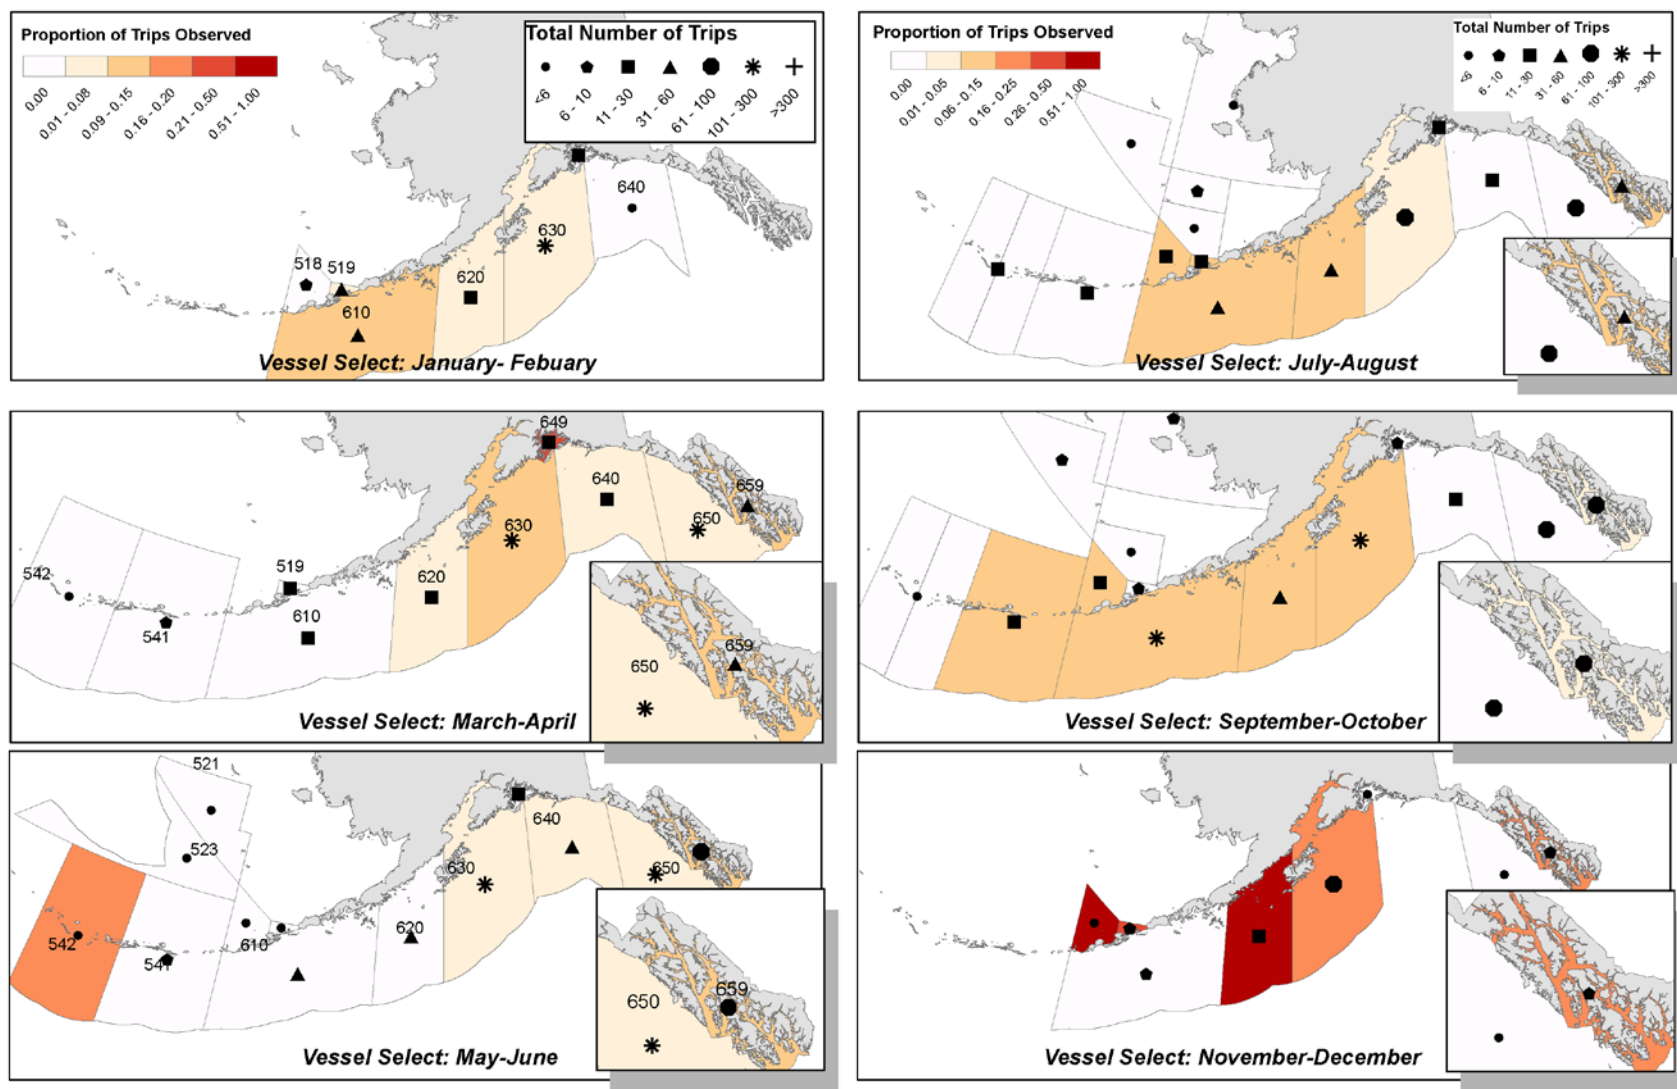 Proportion of Trips Observed
0.00
0.01 - 0.08
0.09 - 0.15
0.16 - 0.20
0.21 - 0.50
0.51 - 1.00
Total Number of Trips
<6
6 - 10
11 - 30
31 - 60
61 - 100
101 - 300
>300
640
630
620
518
519
610
Vessel Select: January- Febuary
Proportion of Trips Observed
0.00
0.01 - 0.05
0.06 - 0.15
0.16 - 0.25
0.26 - 0.50
0.51 - 1.00
Total Number of Trips
<6
6 - 10
11 - 30
31 - 60
61 - 100
101 - 300
>300
Vessel Select: July-August
649
640
659
650
630
542
519
620
610
541
659
650
Vessel Select: March-April
Vessel Select: September-October
521
640
523
630
650
620
542
610
541
659
650
Vessel Select: May-June
Vessel Select: November-December